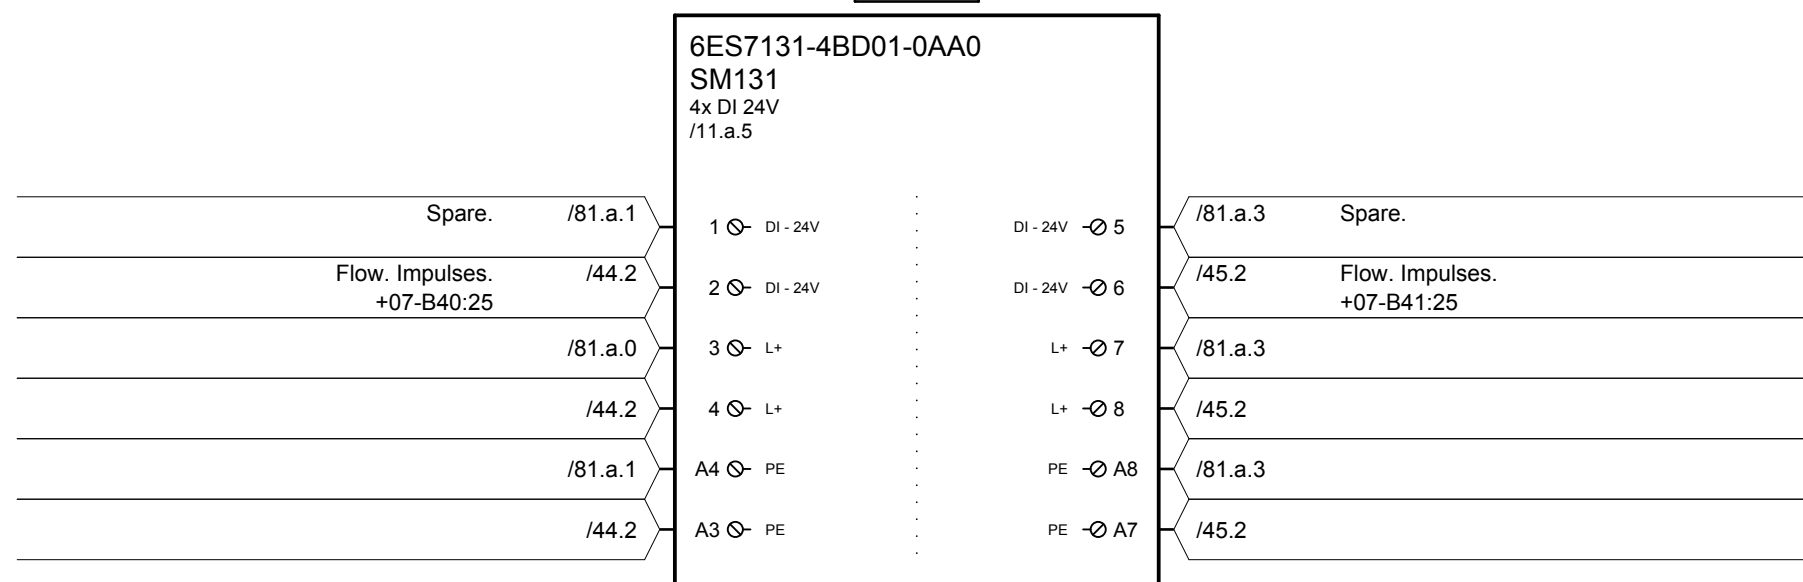 6ES7131-4BD01-0AA0
SM131
4x DI 24V
/11.a.5
Spare. /81.a.1 1 DI - 24V DI - 24V 5 /81.a.3 Spare.
Flow. Impulses. /44.2 2 DI - 24V DI - 24V 6 /45.2 Flow. Impulses.
+07-B40:25 +07-B41:25
/81.a.0 3 L+ L+ 7 /81.a.3
/44.2 4 L+ L+ 8 /45.2
/81.a.1 A4 PE PE A8 /81.a.3
/44.2 A3 PE PE A7 /45.2